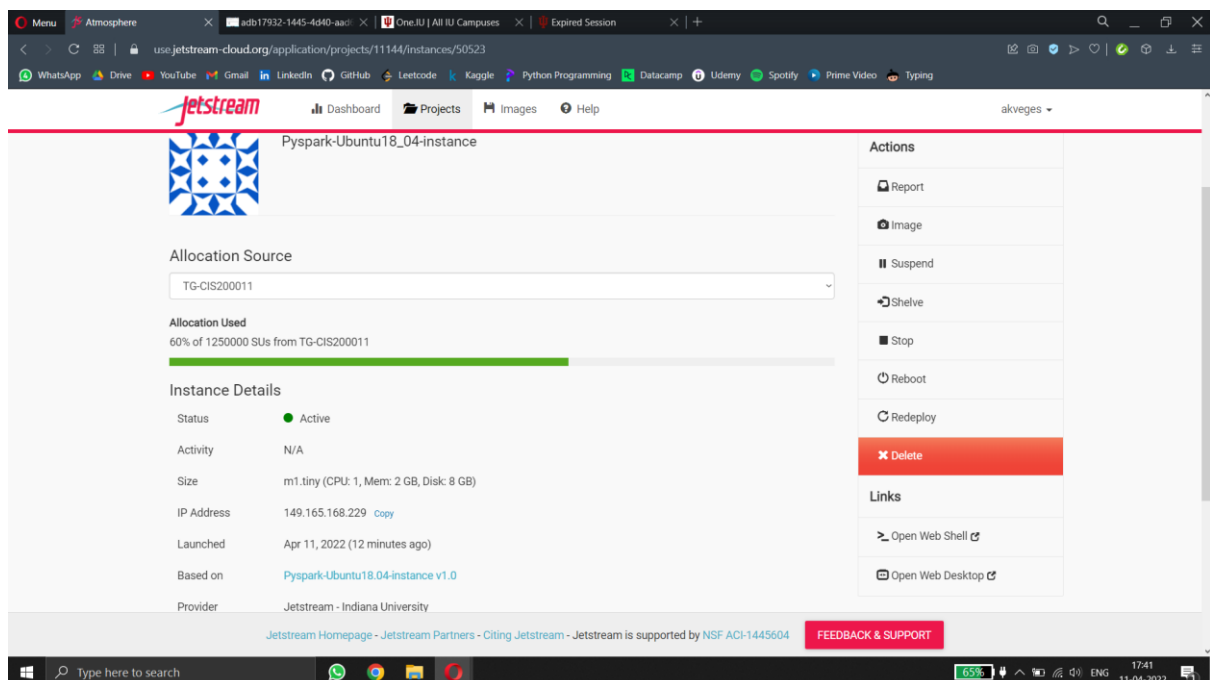 Menu Atmosphere adb17932-1445-4d40-aad One.IU | All IU Campuses Expired Session
use.jetstream-cloud.org/application/projects/11144/instances/50523
WhatsApp Drive YouTube Gmail LinkedIn GitHub Leetcode Kaggle Python Programming Datacamp Udemy Spotify Prime Video Typing
Jetstream Dashboard Projects Images Help akveges
Pyspark-Ubuntu18_04-instance
Allocation Source
TG-CIS200011
Allocation Used
60% of 1250000 SUs from TG-CIS200011
Instance Details
Status Active
Activity N/A
Size m1.tiny (CPU: 1, Mem: 2 GB, Disk: 8 GB)
IP Address 149.165.168.229 Copy
Launched Apr 11, 2022 (12 minutes ago)
Based on Pyspark-Ubuntu18.04-instance v1.0
Provider Jetstream - Indiana University
Actions
Report
Image
Suspend
Shelve
Stop
Reboot
Redeploy
Delete
Links
Open Web Shell
Open Web Desktop
Jetstream Homepage - Jetstream Partners - Citing Jetstream - Jetstream is supported by NSF ACI-1445604 FEEDBACK & SUPPORT
Type here to search 65% ENG 17:41
11-04-2022